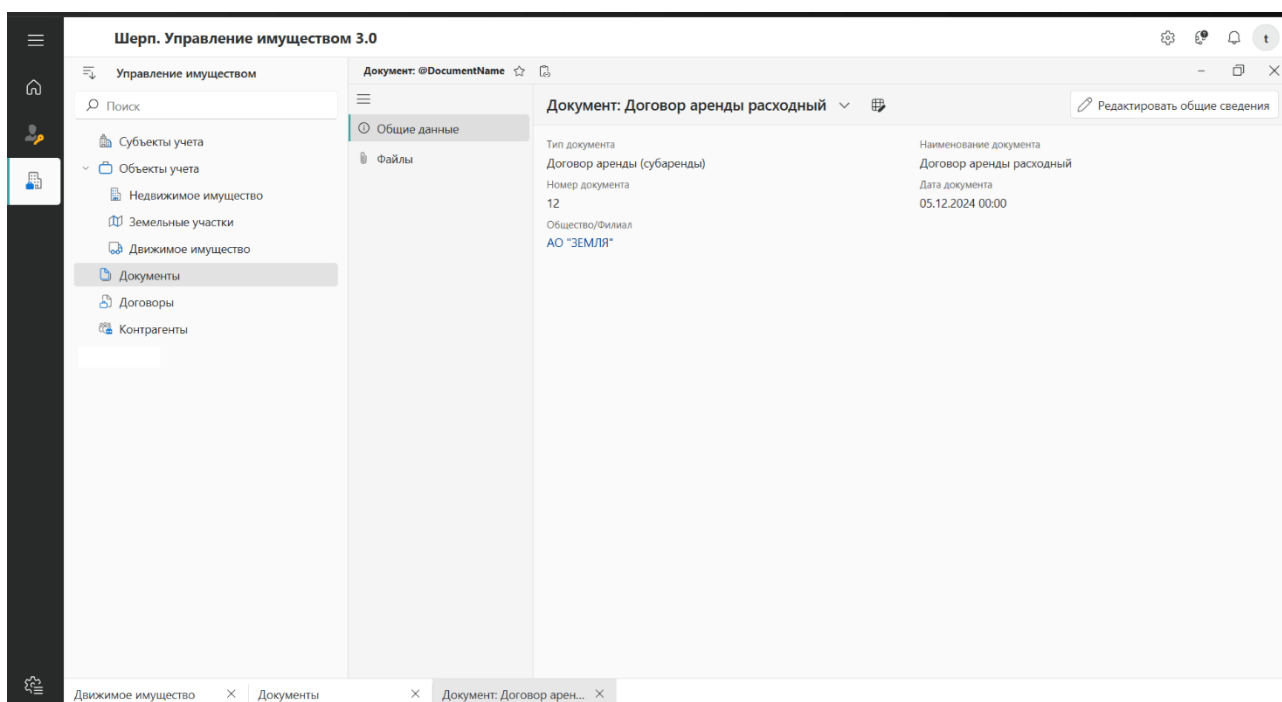 Шерп. Управление имуществом 3.0
t
Управление имуществом
Поиск
Субъекты учета
Объекты учета
Недвижимое имущество
Земельные участки
Движимое имущество
Документы
Договоры
Контрагенты
Документ: @DocumentName
Общие данные
Файлы
Документ: Договор аренды расходный
Редактировать общие сведения
Тип документа
Договор аренды (субаренды)
Наименование документа
Договор аренды расходный
Номер документа
12
Дата документа
05.12.2024 00:00
Общество/Филиал
АО "ЗЕМЛЯ"
Движимое имущество
Документы
Документ: Договор арен...